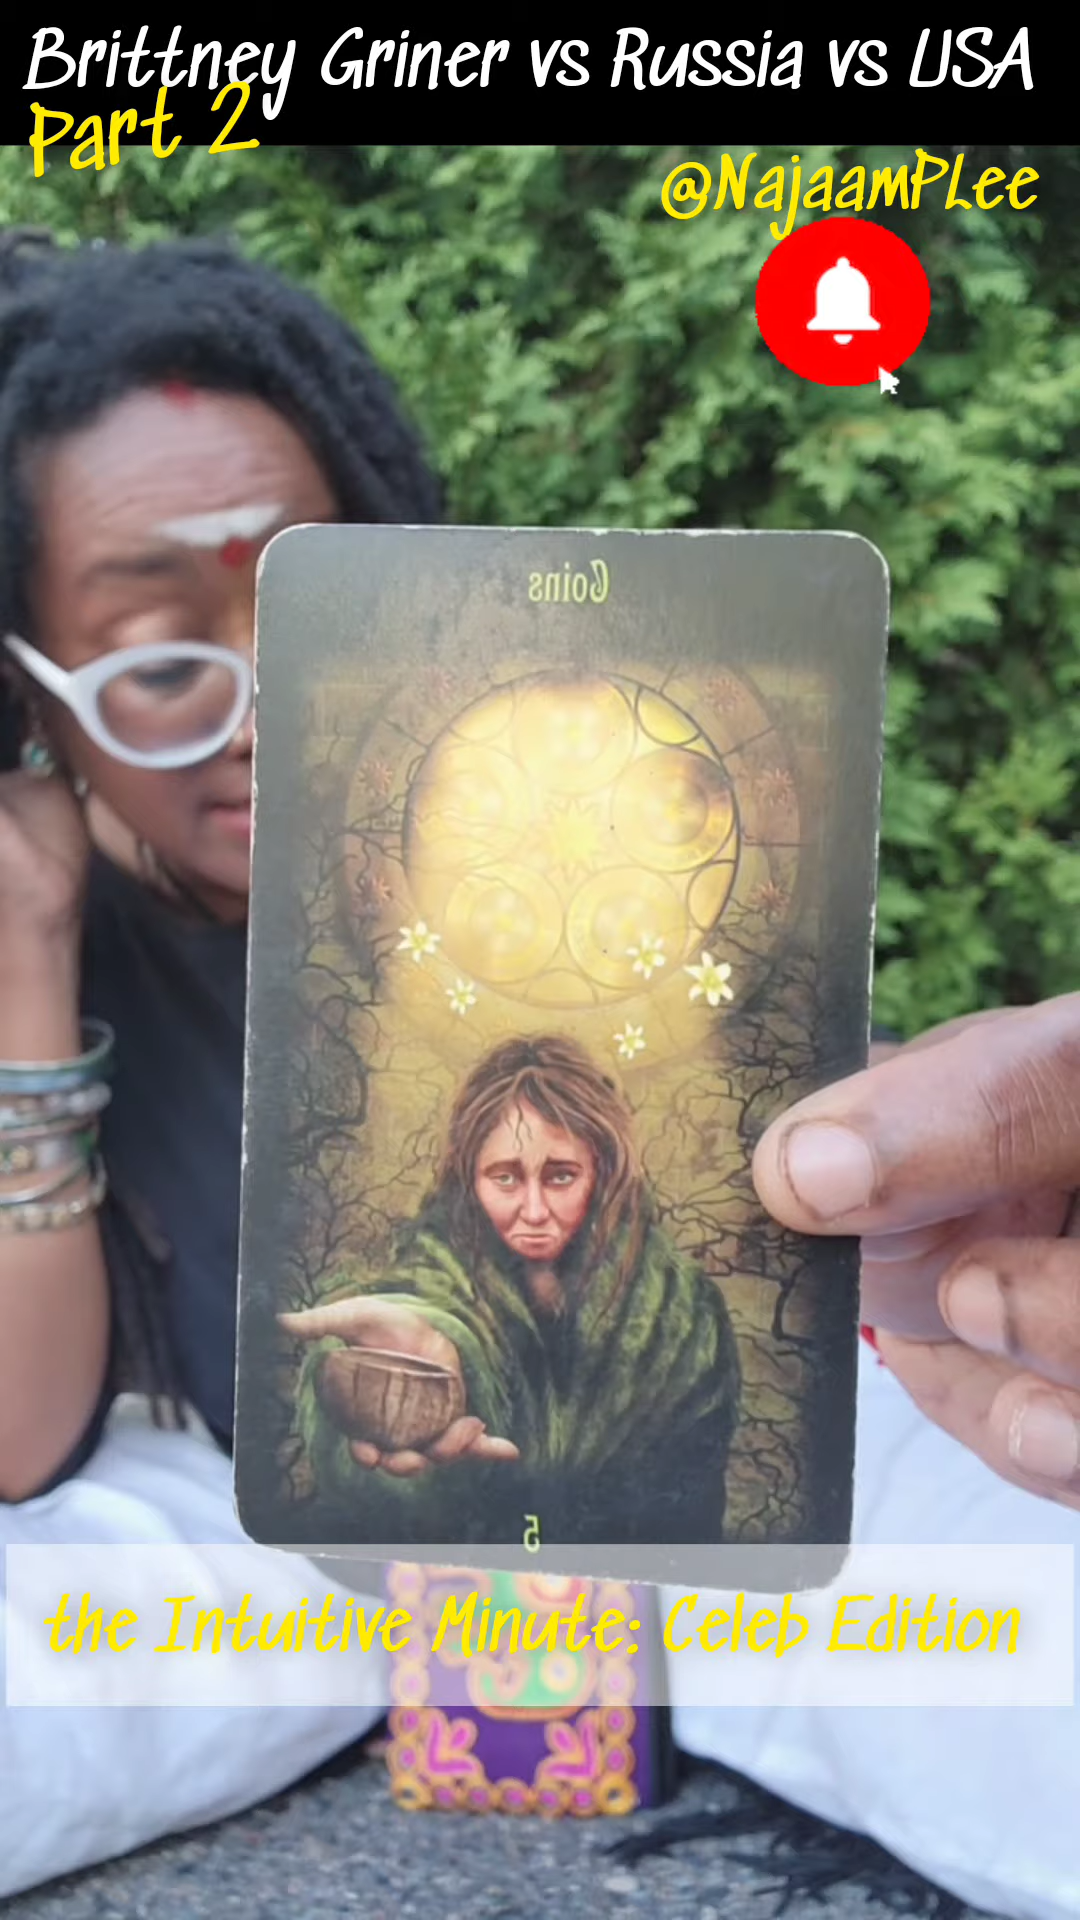 Brittney Griner vs Russia vs USA
Part 2
@NajaamPLee
Coins
5
the Intuitive Minute: Celeb Edition